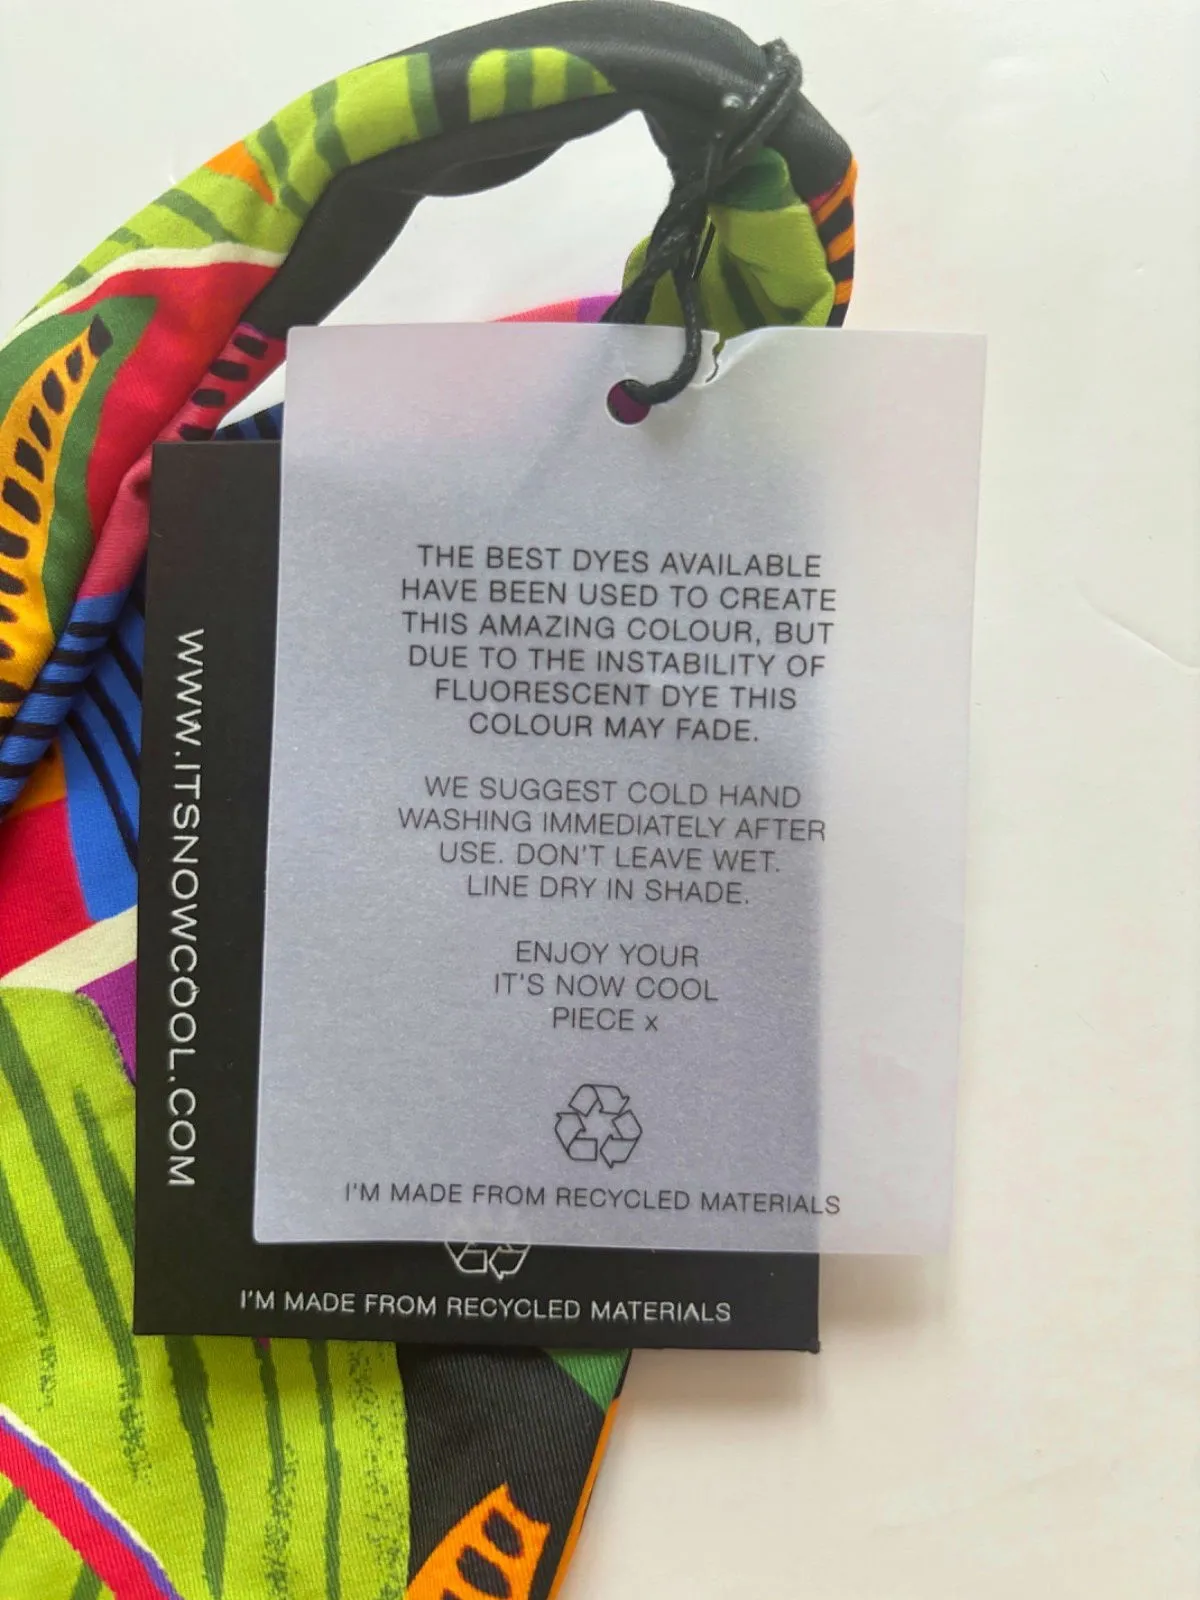 THE BEST DYES AVAILABLE
HAVE BEEN USED TO CREATE
THIS AMAZING COLOUR, BUT
DUE TO THE INSTABILITY OF
FLUORESCENT DYE THIS
COLOUR MAY FADE.
WE SUGGEST COLD HAND
WASHING IMMEDIATELY AFTER
USE. DON'T LEAVE WET.
LINE DRY IN SHADE.
ENJOY YOUR
IT'S NOW COOL
PIECE x
I'M MADE FROM RECYCLED MATERIALS
WWW.ITSNOWCOOL.COM
I'M MADE FROM RECYCLED MATERIALS